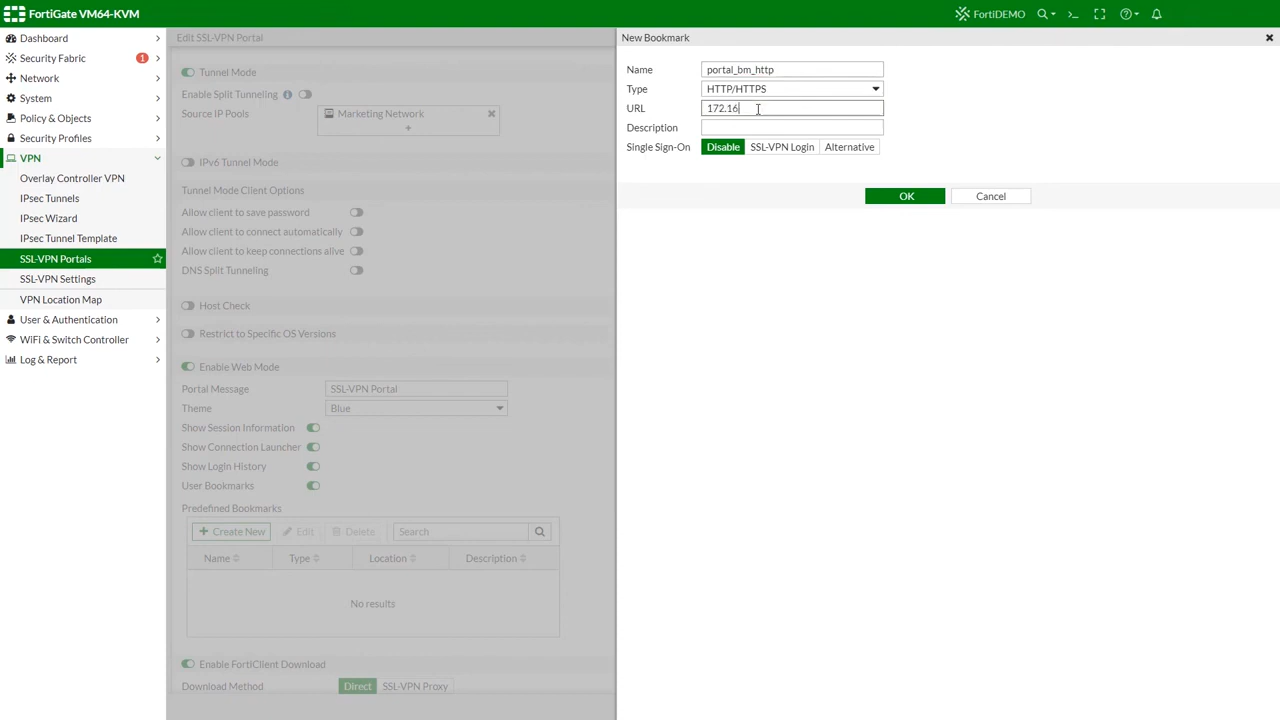 FortiGate VM64-KVM
FortiDEMO
Dashboard
Security Fabric
1
Network
System
Policy & Objects
Security Profiles
VPN
Overlay Controller VPN
IPsec Tunnels
IPsec Wizard
IPsec Tunnel Template
SSL-VPN Portals
SSL-VPN Settings
VPN Location Map
User & Authentication
WiFi & Switch Controller
Log & Report
Edit SSL-VPN Portal
Tunnel Mode
Enable Split Tunneling
Source IP Pools
Marketing Network
+
IPv6 Tunnel Mode
Tunnel Mode Client Options
Allow client to save password
Allow client to connect automatically
Allow client to keep connections alive
DNS Split Tunneling
Host Check
Restrict to Specific OS Versions
Enable Web Mode
Portal Message
SSL-VPN Portal
Theme
Blue
Show Session Information
Show Connection Launcher
Show Login History
User Bookmarks
Predefined Bookmarks
+ Create New
Edit
Delete
Search
Name
Type
Location
Description
No results
Enable FortiClient Download
Download Method
Direct
SSL-VPN Proxy
New Bookmark
Name
portal_bm_http
Type
HTTP/HTTPS
URL
172.16
Description
Single Sign-On
Disable
SSL-VPN Login
Alternative
OK
Cancel